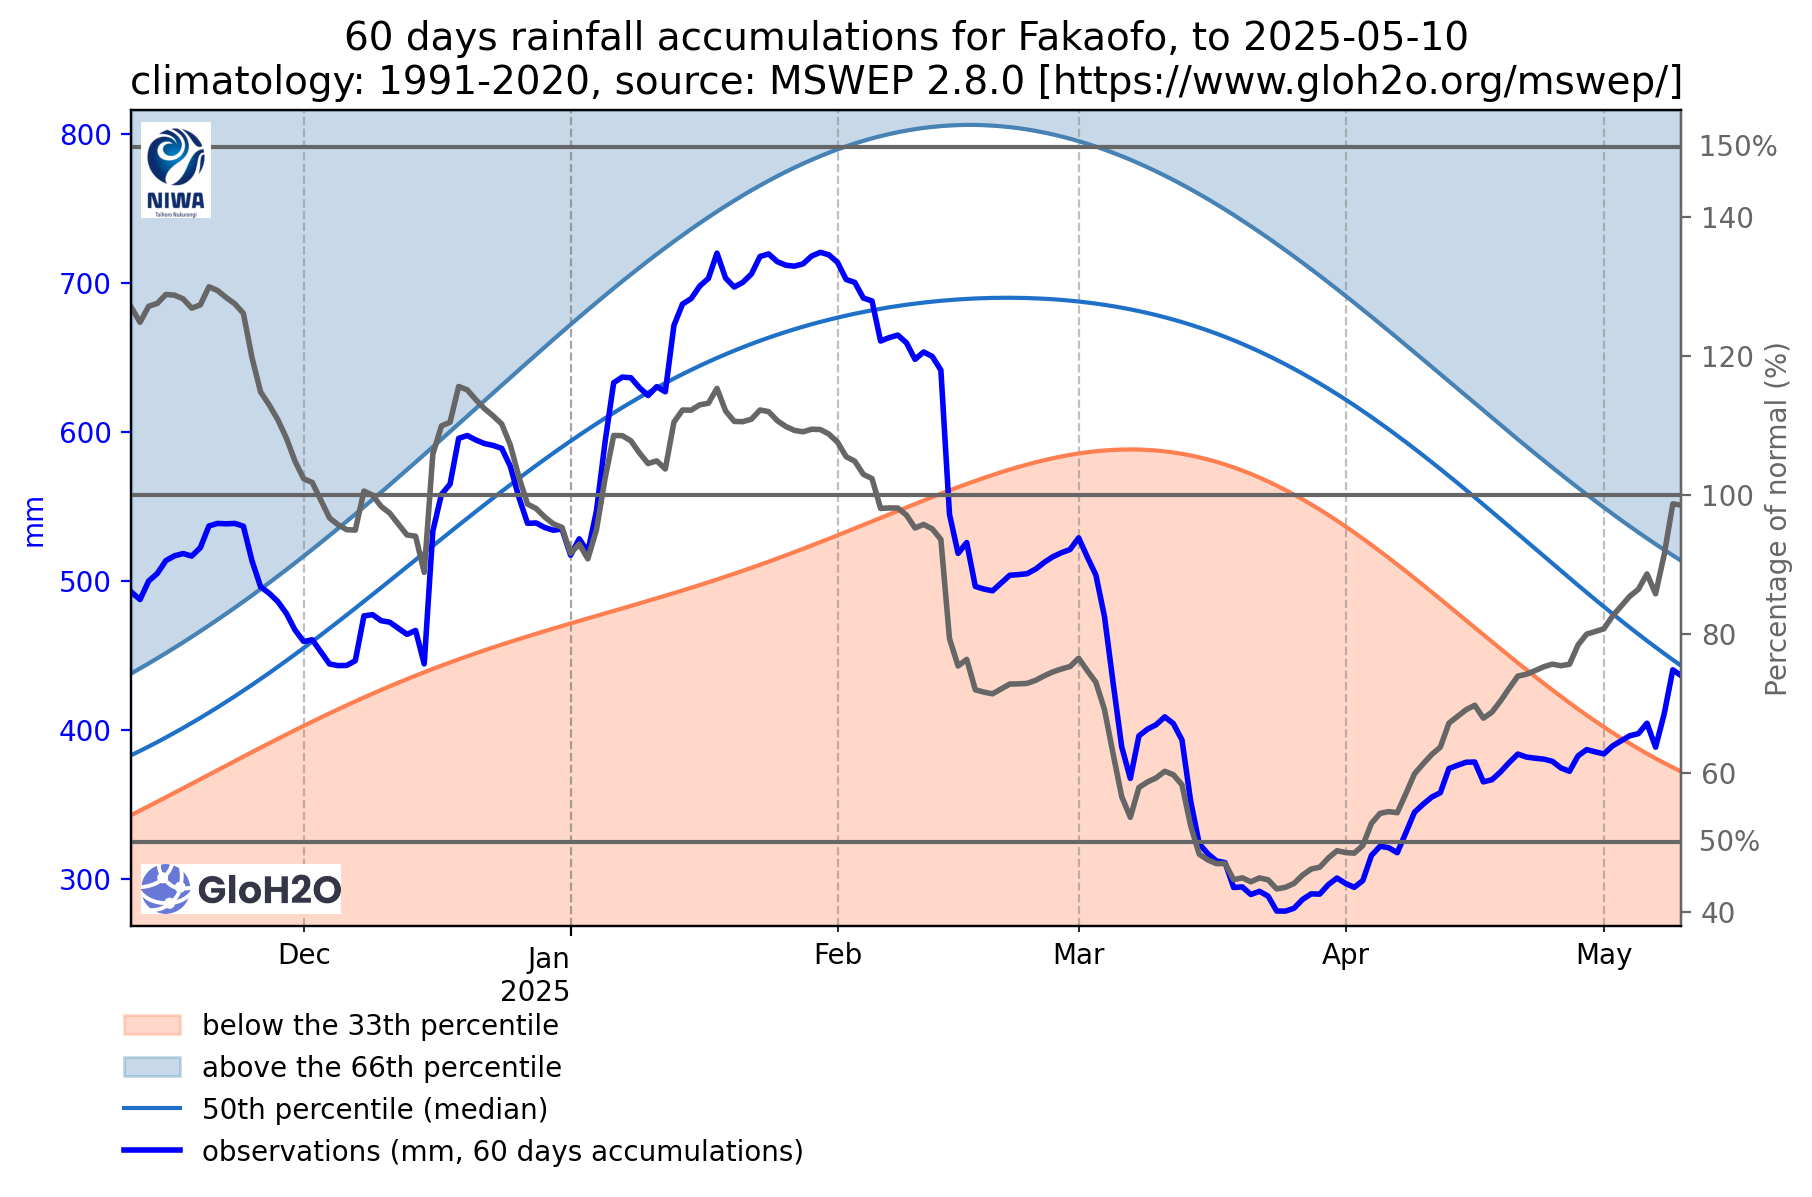 60 days rainfall accumulations for Fakaofo, to 2025-05-10
climatology: 1991-2020, source: MSWEP 2.8.0 [https://www.gloh2o.org/mswep/]
800
700
600
500
400
300
mm
NIWA
Taihoro Nukurangi
GloH2O
150%
140
120
100
80
60
50%
40
Percentage of normal (%)
Dec
Jan
2025
Feb
Mar
Apr
May
below the 33th percentile
above the 66th percentile
50th percentile (median)
observations (mm, 60 days accumulations)